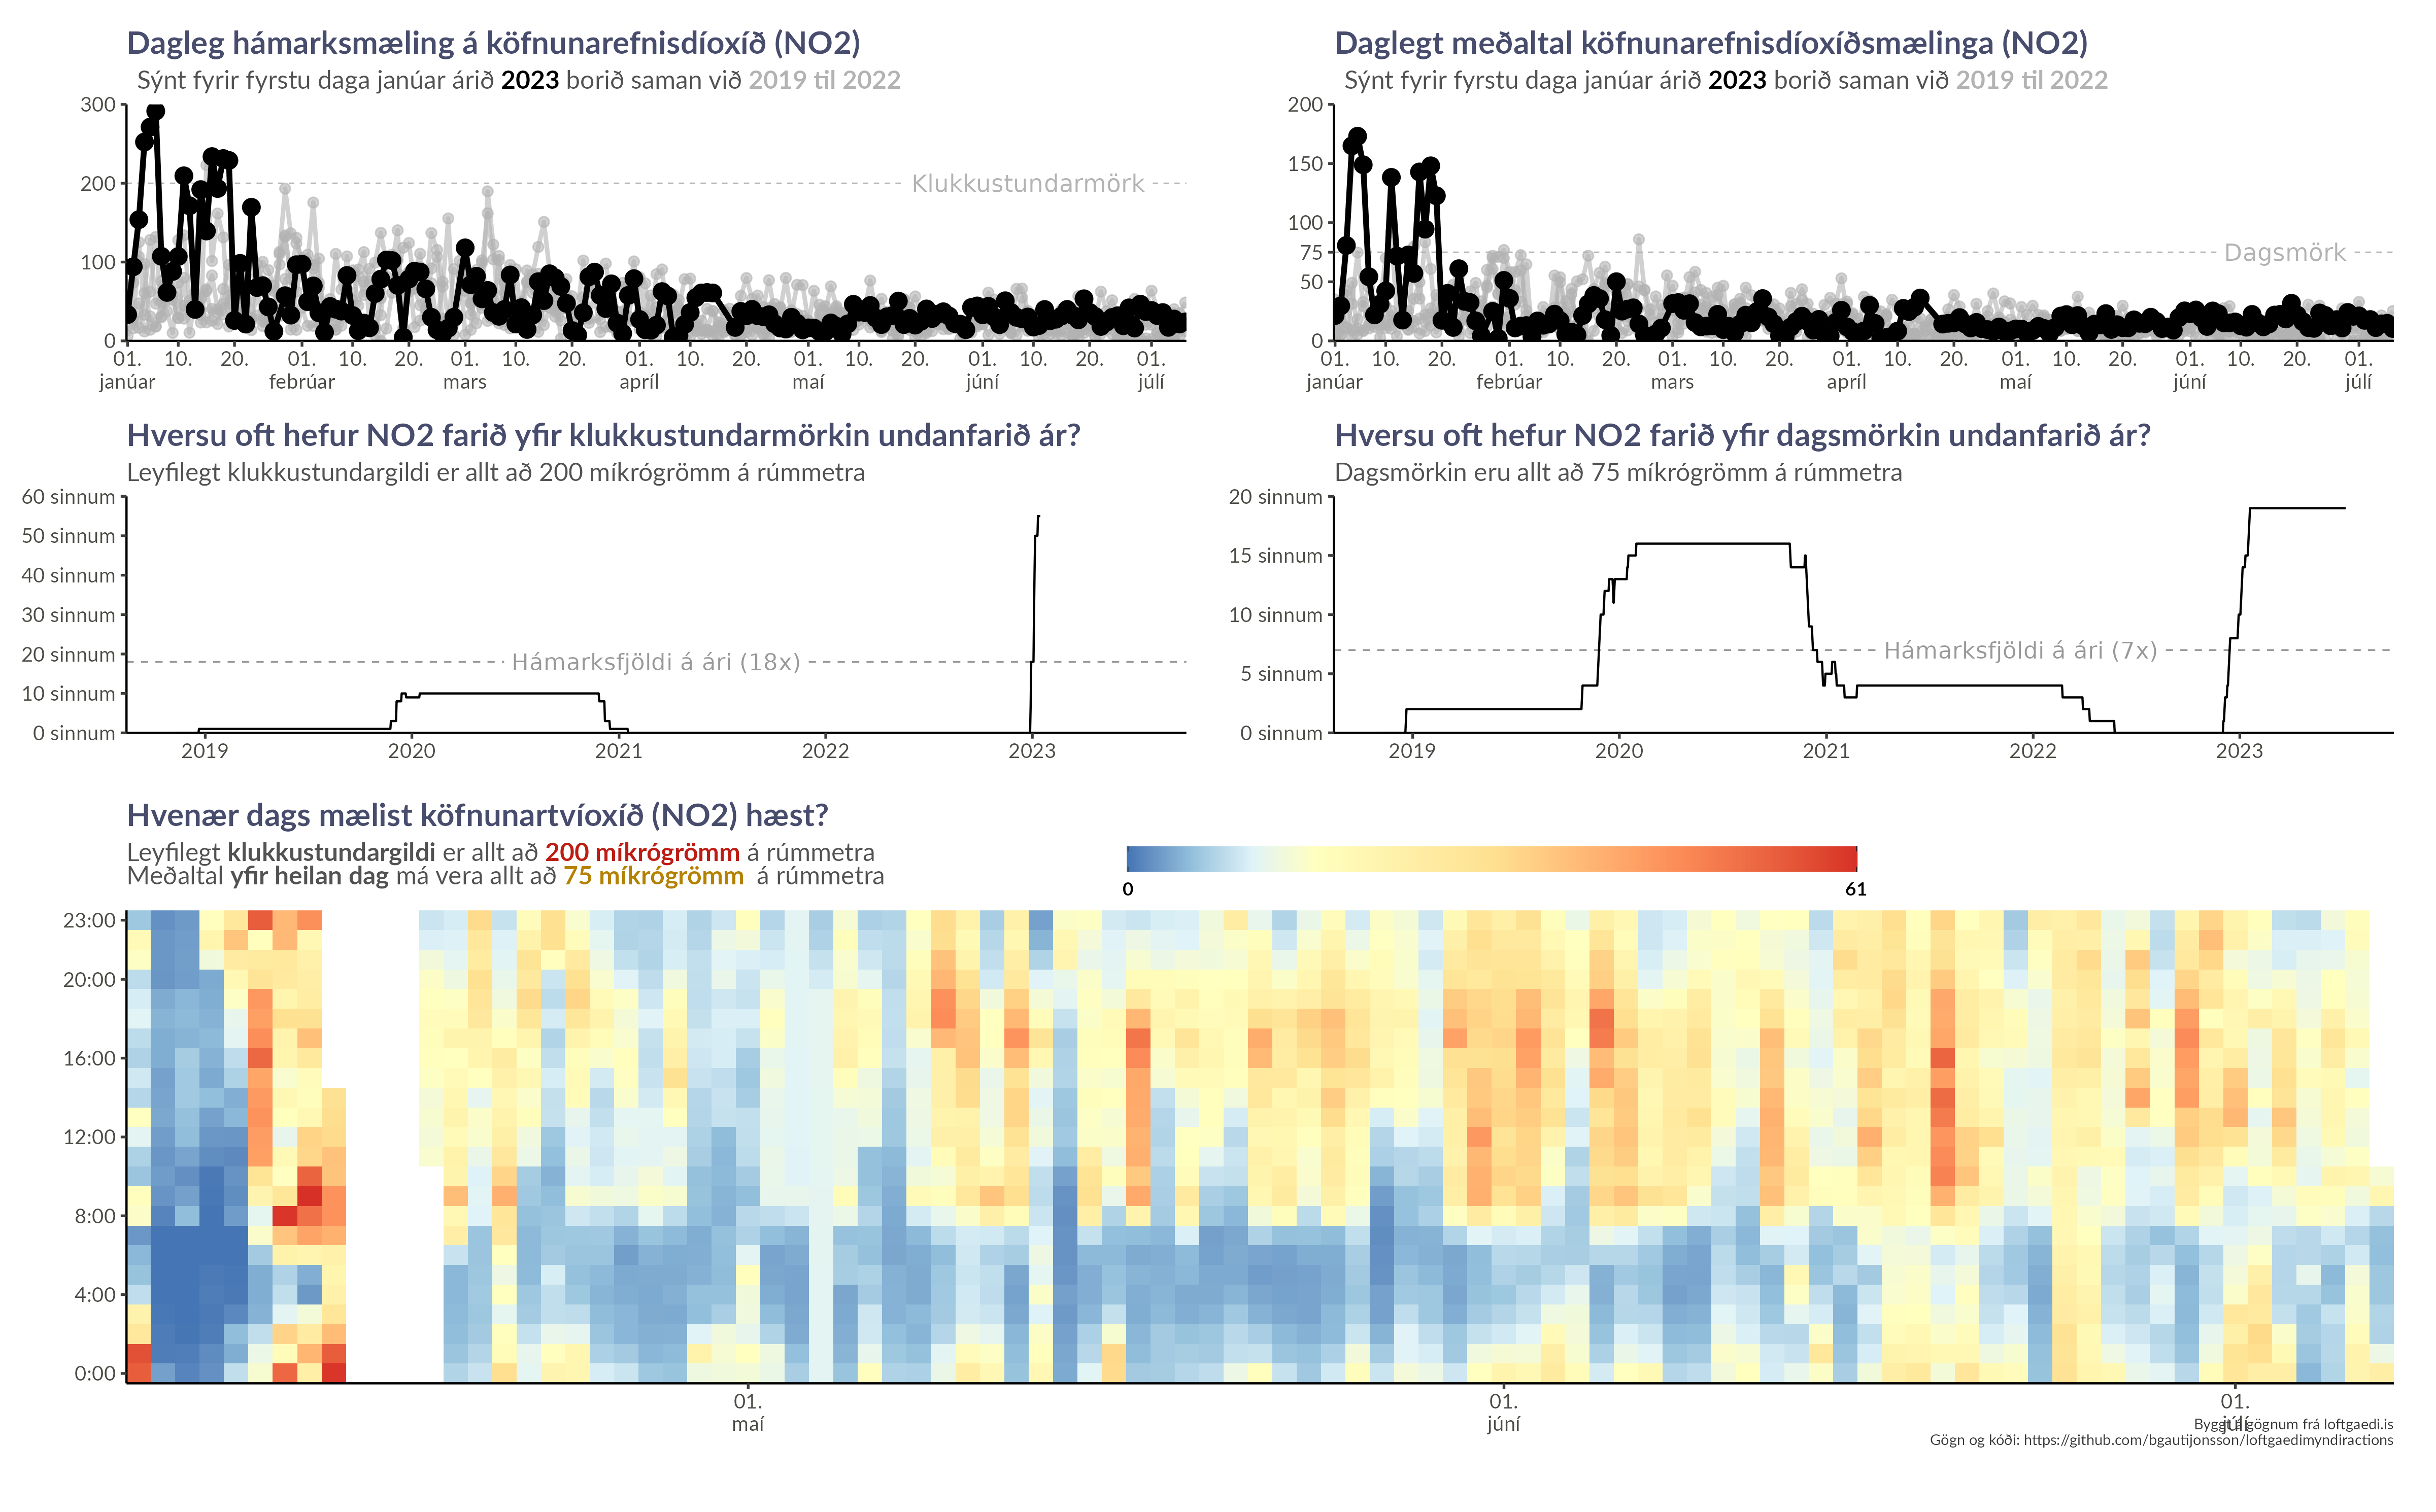 Dagleg hámarksmæling á köfnunarefnisdíoxíð (NO2)
Sýnt fyrir fyrstu daga janúar árið 2023 borið saman við 2019 til 2022
300
200
100
0
Klukkustundarmörk
01. 10. 20. 01. 10. 20. 01. 10. 20. 01. 10. 20. 01. 10. 20. 01. 10. 20. 01.
janúar febrúar mars apríl maí júní júlí
Daglegt meðaltal köfnunarefnisdíoxíðsmælinga (NO2)
Sýnt fyrir fyrstu daga janúar árið 2023 borið saman við 2019 til 2022
200
150
100
75
50
0
Dagsmörk
01. 10. 20. 01. 10. 20. 01. 10. 20. 01. 10. 20. 01. 10. 20. 01. 10. 20. 01.
janúar febrúar mars apríl maí júní júlí
Hversu oft hefur NO2 farið yfir klukkustundarmörkin undanfarið ár?
Leyfilegt klukkustundargildi er allt að 200 míkrógrömm á rúmmetra
60 sinnum
50 sinnum
40 sinnum
30 sinnum
20 sinnum
10 sinnum
0 sinnum
Hámarksfjöldi á ári (18x)
2019 2020 2021 2022 2023
Hversu oft hefur NO2 farið yfir dagsmörkin undanfarið ár?
Dagsmörkin eru allt að 75 míkrógrömm á rúmmetra
20 sinnum
15 sinnum
10 sinnum
5 sinnum
0 sinnum
Hámarksfjöldi á ári (7x)
2019 2020 2021 2022 2023
Hvenær dags mælist köfnunartvíoxíð (NO2) hæst?
Leyfilegt klukkustundargildi er allt að 200 míkrógrömm á rúmmetra
Meðaltal yfir heilan dag má vera allt að 75 míkrógrömm á rúmmetra
0 61
23:00
20:00
16:00
12:00
8:00
4:00
0:00
01. 01. 01.
maí júní júlí
Byggt á gögnum frá loftgaedi.is
Gögn og kóði: https://github.com/bgautijonsson/loftgaedimyndiractions